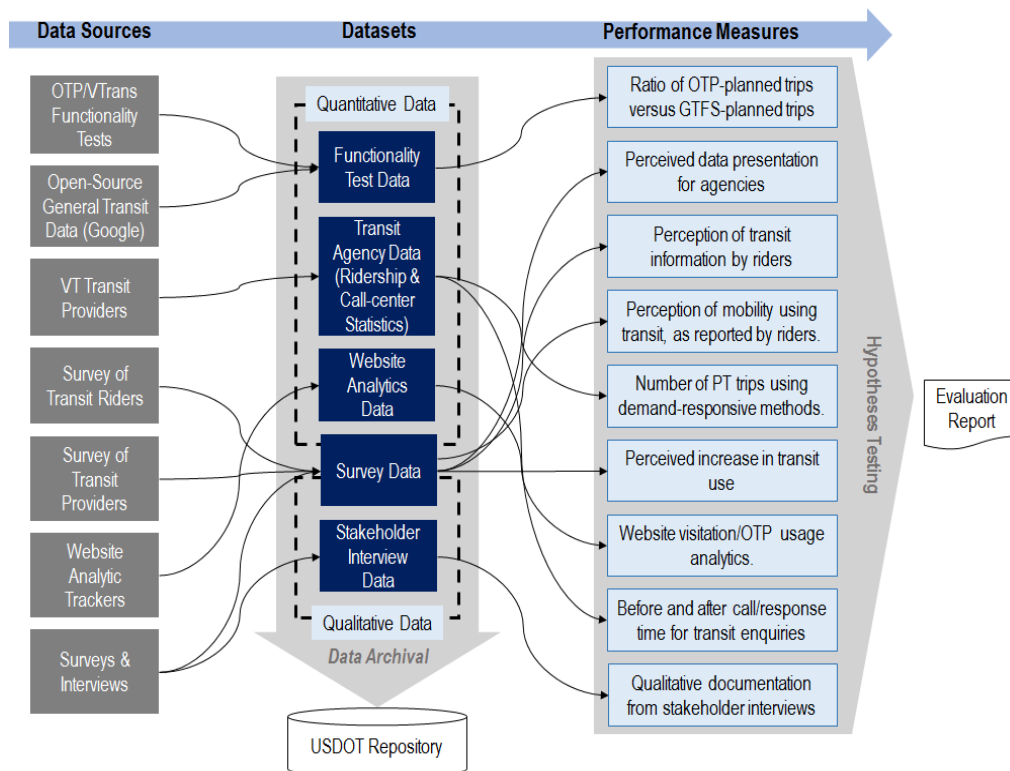 Data Sources
Datasets
Performance Measures
OTP/VTrans
Functionality
Tests
Open-Source
General Transit
Data (Google)
VT Transit
Providers
Survey of
Transit Riders
Survey of
Transit
Providers
Website
Analytic
Trackers
Surveys &
Interviews
Quantitative Data
Functionality
Test Data
Transit
Agency Data
(Ridership &
Call-center
Statistics)
Website
Analytics
Data
Survey Data
Stakeholder
Interview
Data
Qualitative Data
Data Archival
USDOT Repository
Ratio of OTP-planned trips
versus GTFS-planned trips
Perceived data presentation
for agencies
Perception of transit
information by riders
Perception of mobility using
transit, as reported by riders.
Number of PT trips using
demand-responsive methods.
Perceived increase in transit
use
Website visitation/OTP usage
analytics.
Before and after call/response
time for transit enquiries
Qualitative documentation
from stakeholder interviews
Hypotheses Testing
Evaluation
Report